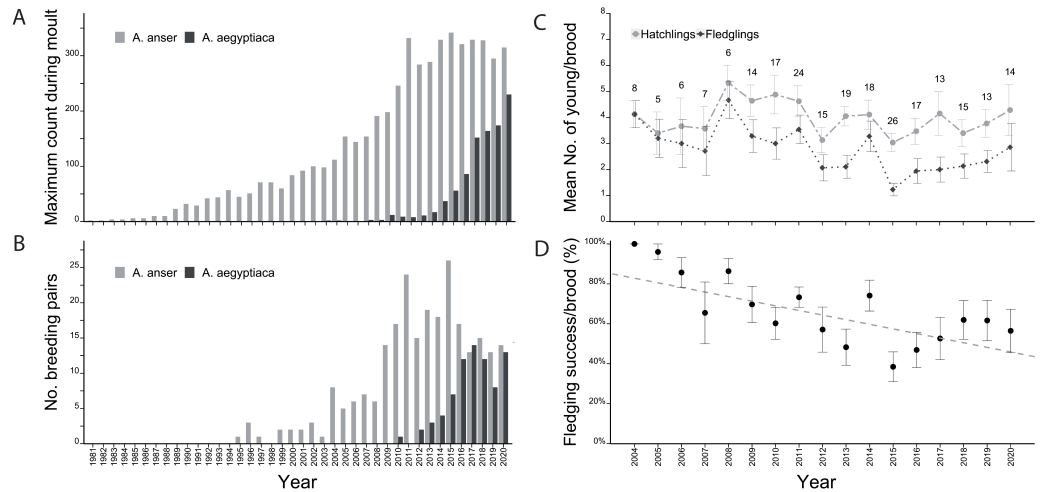 A
Maximum count during moult
A. anser A. aegyptiaca
300
200
100
0
B
No. breeding pairs
A. anser A. aegyptiaca
25
20
15
10
5
0
1981 1982 1983 1984 1985 1986 1987 1988 1989 1990 1991 1992 1993 1994 1995 1996 1997 1998 1999 2000 2001 2002 2003 2004 2005 2006 2007 2008 2009 2010 2011 2012 2013 2014 2015 2016 2017 2018 2019 2020
Year
C
Mean No. of young/brood
Hatchlings Fledglings
8
7
6
5
4
3
2
1
0
8 5 6 7 6 14 17 24 15 19 18 26 17 13 15 13 14
D
Fledging success/brood (%)
100%
80%
60%
40%
20%
0%
2004 2005 2006 2007 2008 2009 2010 2011 2012 2013 2014 2015 2016 2017 2018 2019 2020
Year